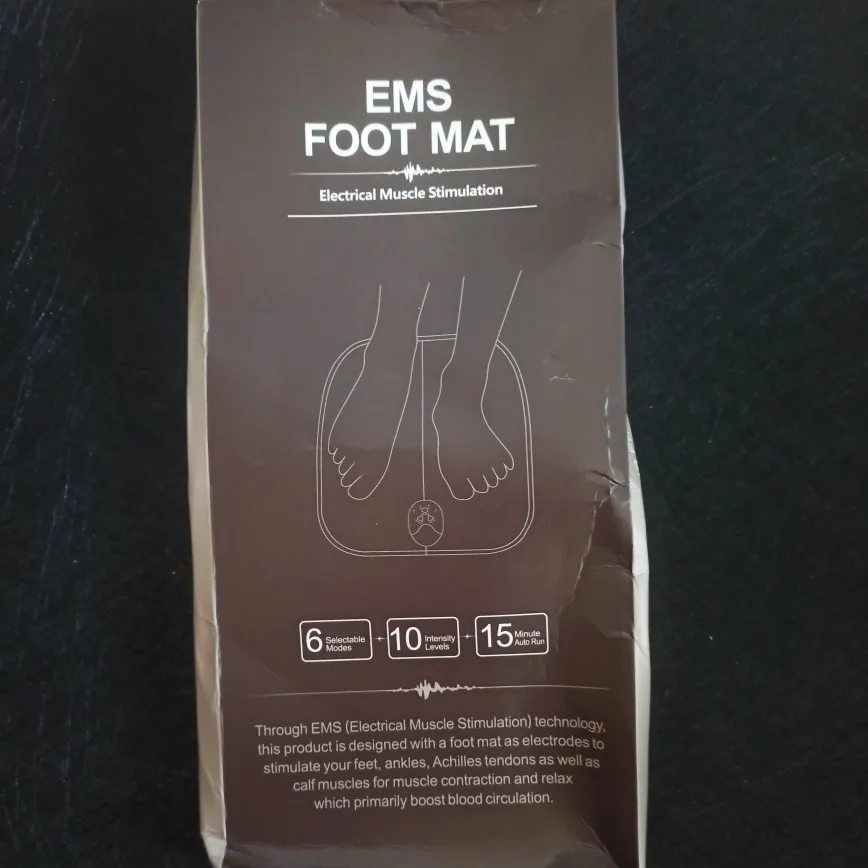 EMS
FOOT MAT
Electrical Muscle Stimulation
6 Selectable Modes + 10 Intensity Levels + 15 Minute Auto Run
Through EMS (Electrical Muscle Stimulation) technology,
this product is designed with a foot mat as electrodes to
stimulate your feet, ankles, Achilles tendons as well as
calf muscles for muscle contraction and relax
which primarily boost blood circulation.